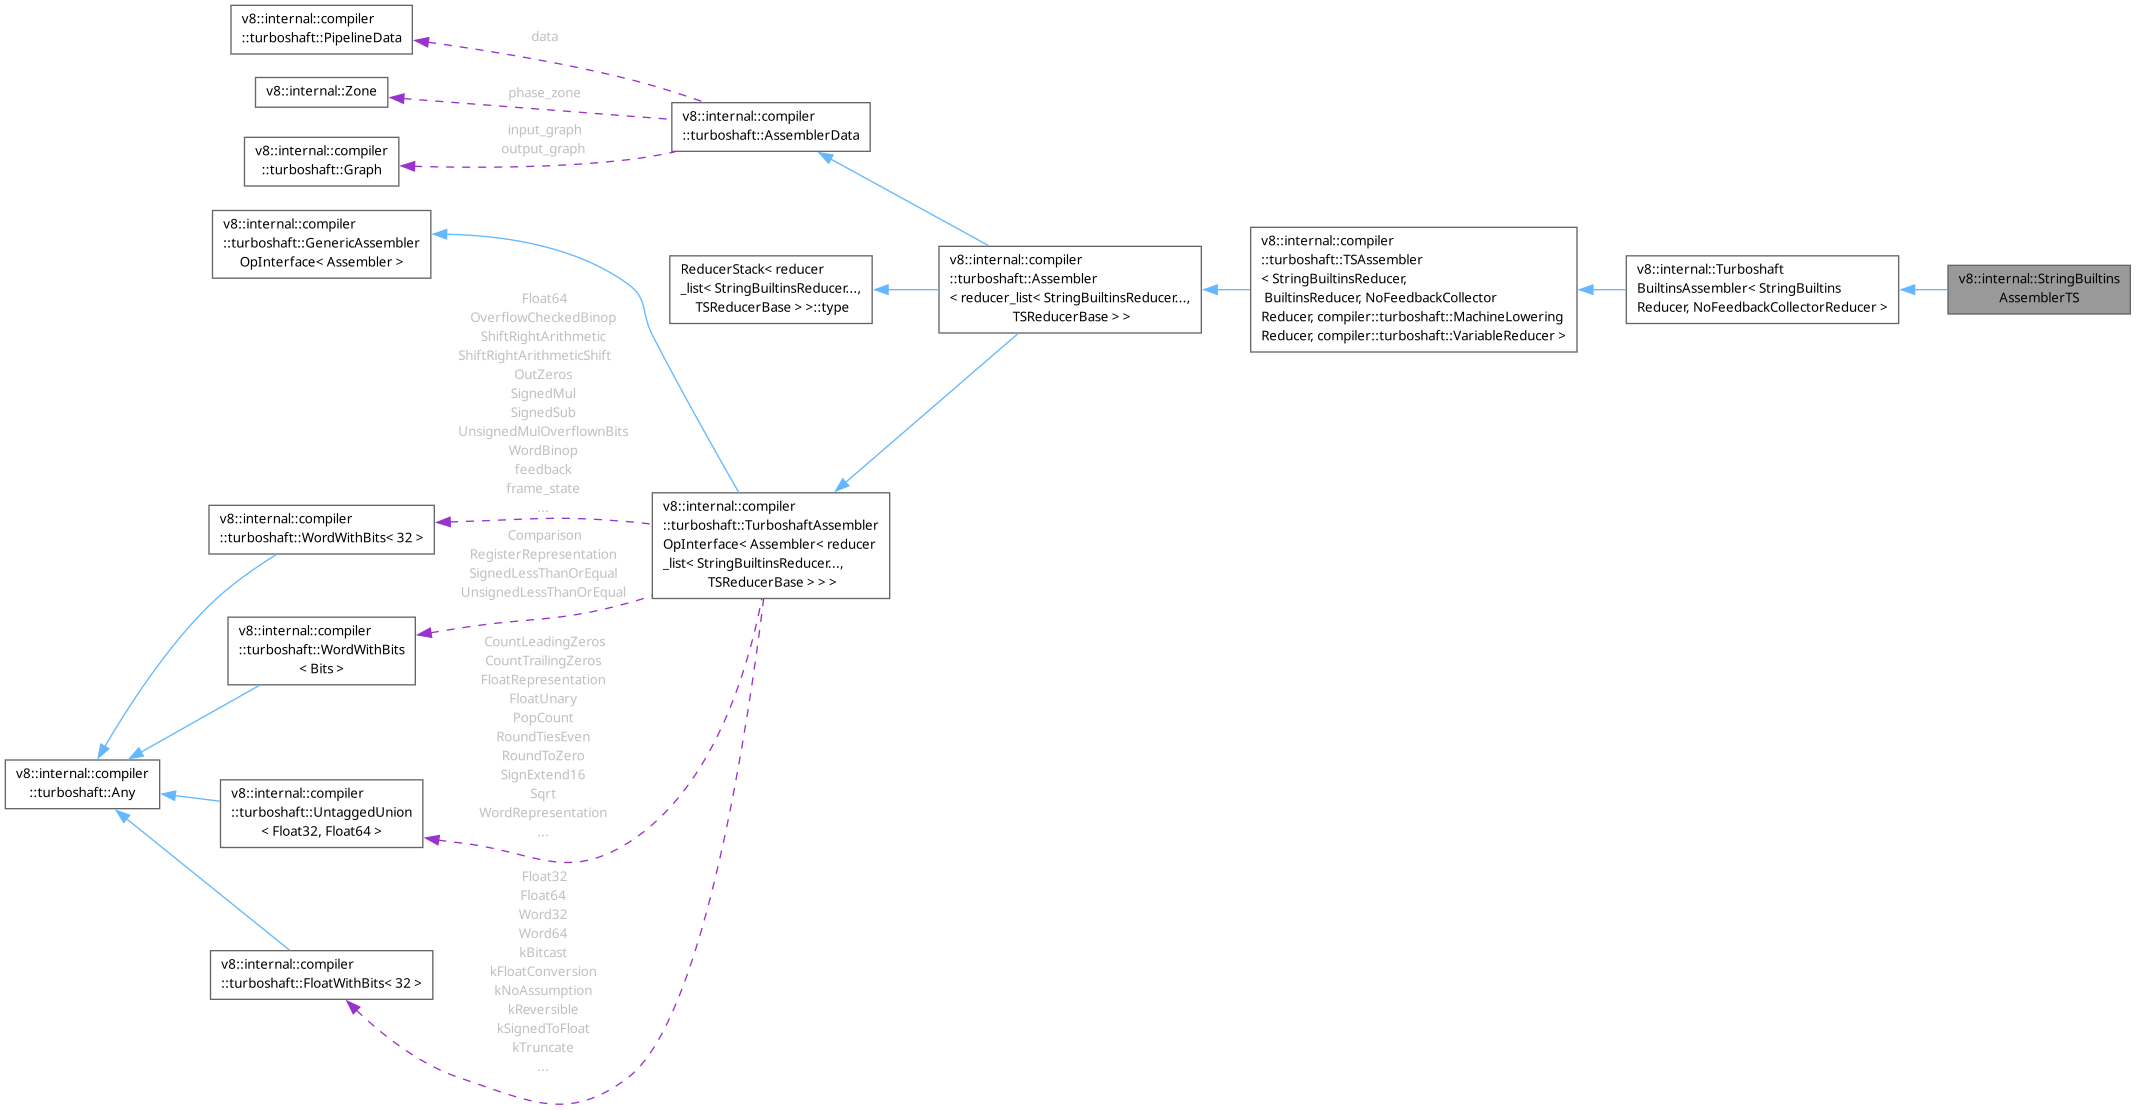 v8::internal::compiler
::turboshaft::PipelineData
data
v8::internal::Zone
phase_zone
v8::internal::compiler
::turboshaft::AssemblerData
input_graph
output_graph
v8::internal::compiler
::turboshaft::Graph
v8::internal::compiler
::turboshaft::GenericAssembler
OpInterface< Assembler >
ReducerStack< reducer
_list< StringBuiltinsReducer...,
TSReducerBase > >::type
v8::internal::compiler
::turboshaft::Assembler
< reducer_list< StringBuiltinsReducer...,
TSReducerBase > >
v8::internal::compiler
::turboshaft::TSAssembler
< StringBuiltinsReducer,
BuiltinsReducer, NoFeedbackCollector
Reducer, compiler::turboshaft::MachineLowering
Reducer, compiler::turboshaft::VariableReducer >
v8::internal::Turboshaft
BuiltinsAssembler< StringBuiltins
Reducer, NoFeedbackCollectorReducer >
v8::internal::StringBuiltins
AssemblerTS
Float64
OverflowCheckedBinop
ShiftRightArithmetic
ShiftRightArithmeticShift
OutZeros
SignedMul
SignedSub
UnsignedMulOverflownBits
WordBinop
feedback
frame_state
...
v8::internal::compiler
::turboshaft::WordWithBits< 32 >
v8::internal::compiler
::turboshaft::TurboshaftAssembler
OpInterface< Assembler< reducer
_list< StringBuiltinsReducer...,
TSReducerBase > > >
Comparison
RegisterRepresentation
SignedLessThanOrEqual
UnsignedLessThanOrEqual
v8::internal::compiler
::turboshaft::WordWithBits
< Bits >
CountLeadingZeros
CountTrailingZeros
FloatRepresentation
FloatUnary
PopCount
RoundTiesEven
RoundToZero
SignExtend16
Sqrt
WordRepresentation
...
v8::internal::compiler
::turboshaft::Any
v8::internal::compiler
::turboshaft::UntaggedUnion
< Float32, Float64 >
Float32
Float64
Word32
Word64
kBitcast
kFloatConversion
kNoAssumption
kReversible
kSignedToFloat
kTruncate
...
v8::internal::compiler
::turboshaft::FloatWithBits< 32 >